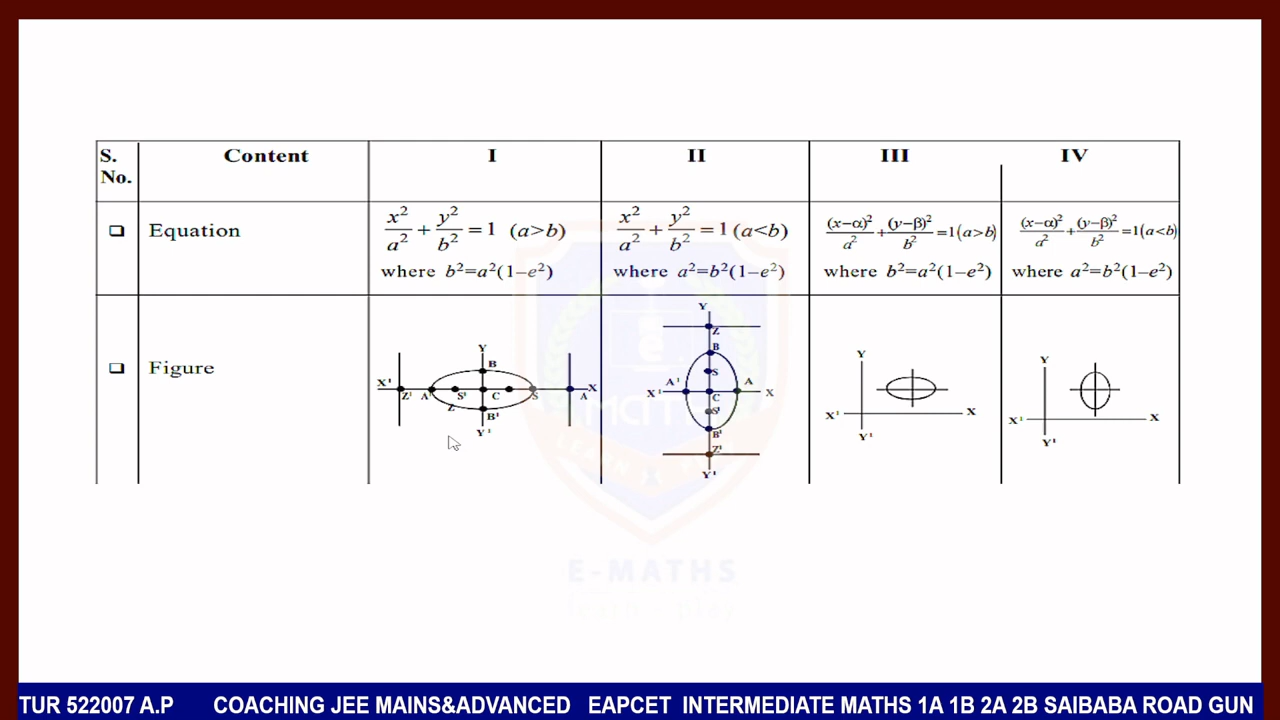 S. No. Content I II III IV
❑ Equation
x²/a² + y²/b² = 1 (a>b)
where b²=a²(1–e²)
x²/a² + y²/b² = 1 (a<b)
where a²=b²(1–e²)
(x–α)²/a² + (y–β)²/b² =1(a>b)
where b²=a²(1–e²)
(x–α)²/a² + (y–β)²/b² =1(a<b)
where a²=b²(1–e²)
❑ Figure
Y
B
X¹ Z¹ A¹ S¹ C S A X
Z
B¹
Y¹
Y
Z
B
S
A¹ A
X¹ C X
S¹
B¹
Z¹
Y¹
Y
X¹ X
Y¹
Y
X¹ X
Y¹
E-MATHS
TUR 522007 A.P COACHING JEE MAINS&ADVANCED EAPCET INTERMEDIATE MATHS 1A 1B 2A 2B SAIBABA ROAD GUN